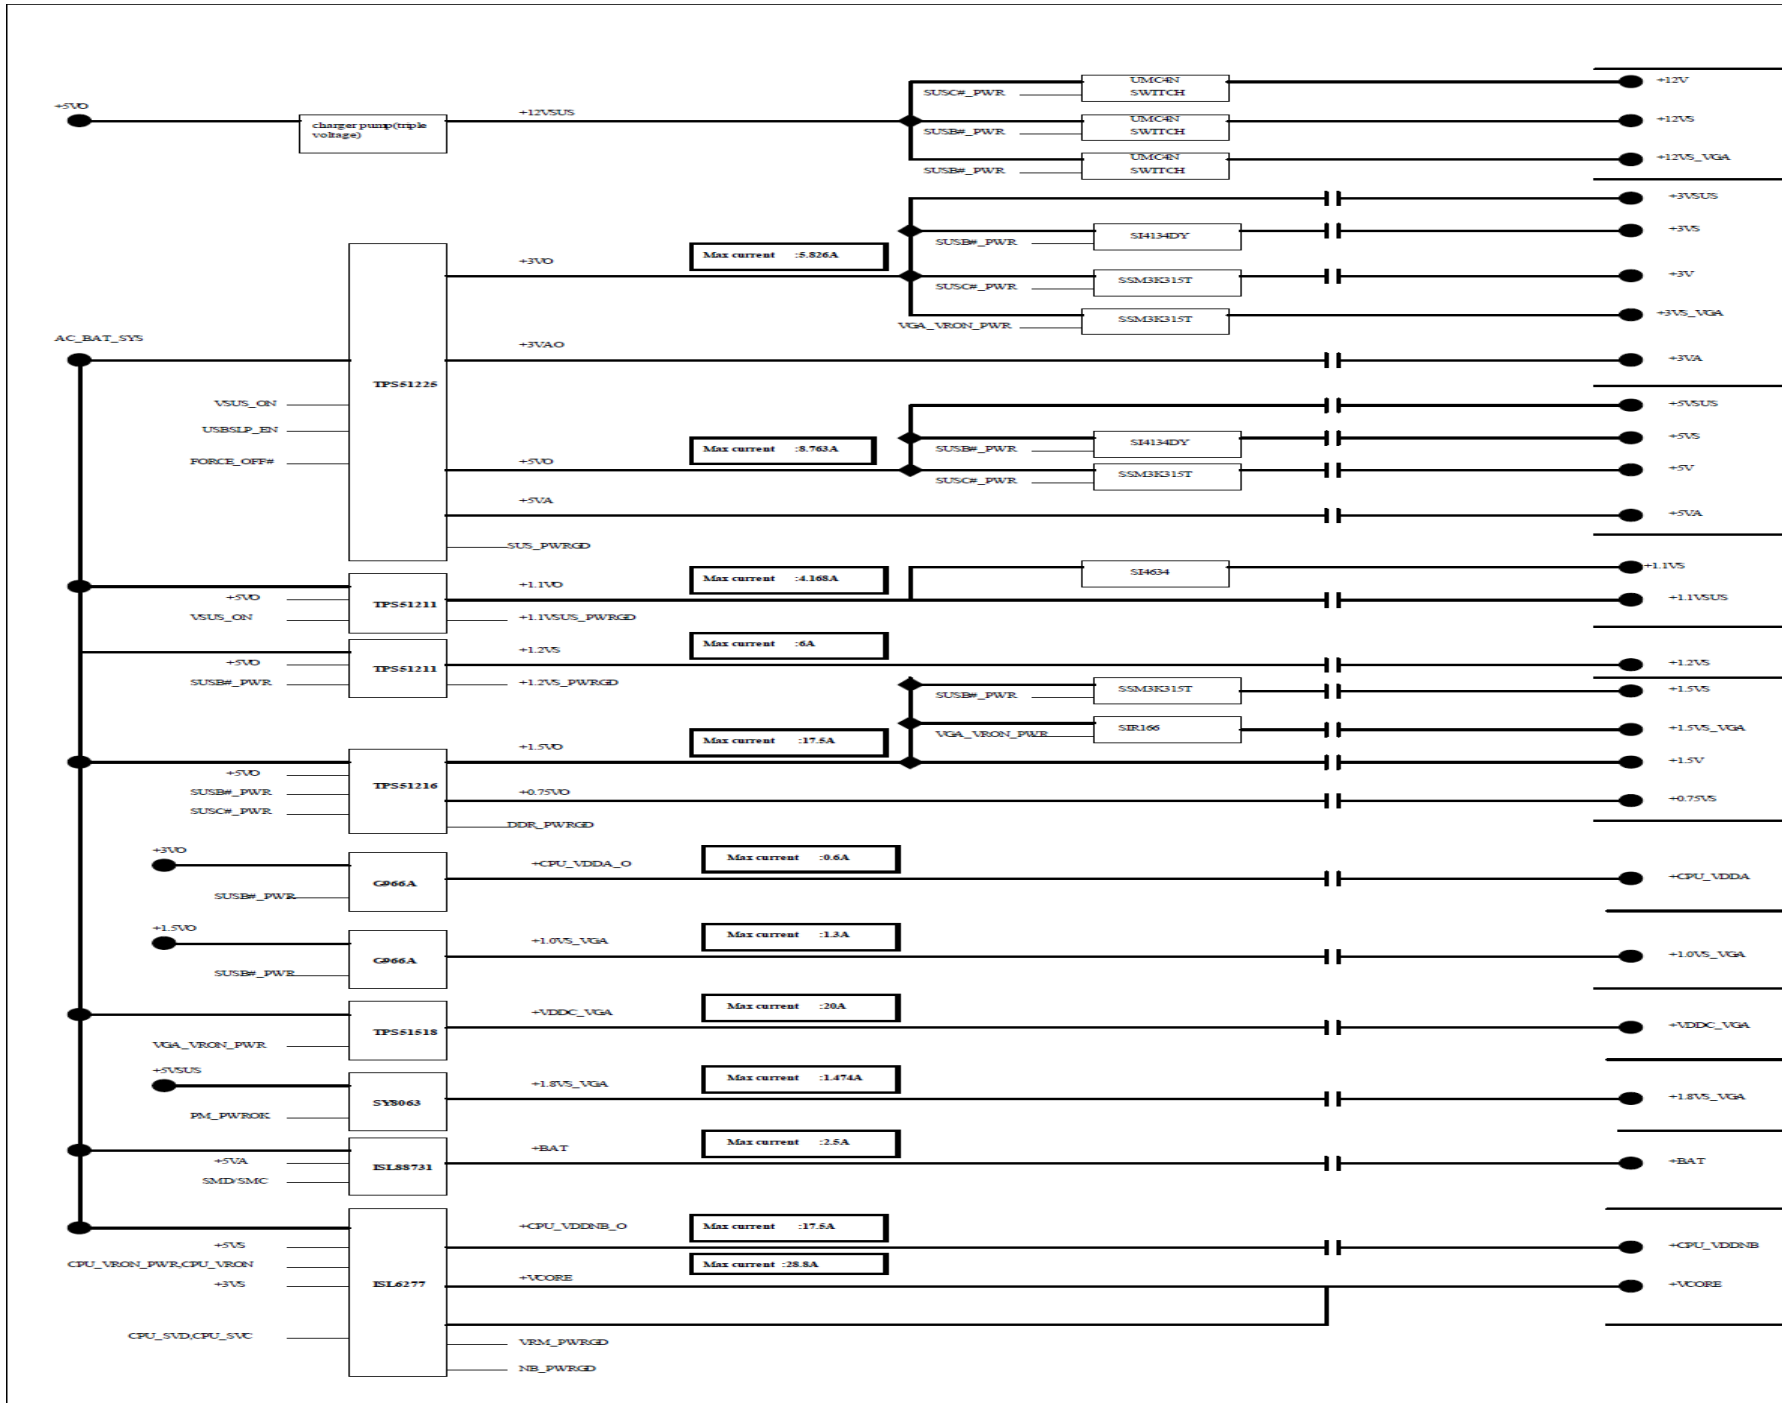 +5VO
charger pump(triple
voltage)
+12VSUS
SUSC#_PWR
UMC4N
SWITCH
+12V
SUSB#_PWR
UMC4N
SWITCH
+12VS
SUSB#_PWR
UMC4N
SWITCH
+12VS_VGA
+3VSUS
SUSB#_PWR
SI4134DY
+3VS
+3VO
Max current :5.826A
SUSC#_PWR
SSM3K315T
+3V
VGA_VRON_PWR
SSM3K315T
+3VS_VGA
AC_BAT_SYS
+3VAO
+3VA
TPS51225
VSUS_ON
USBSLP_EN
FORCE_OFF#
+5VSUS
SUSB#_PWR
SI4134DY
+5VS
+5VO
Max current :8.763A
SUSC#_PWR
SSM3K315T
+5V
+5VA
+5VA
SUS_PWRGD
+5VO
VSUS_ON
TPS51211
+1.1VO
+1.1VSUS_PWRGD
Max current :4.168A
SI4634
+1.1VS
+1.1VSUS
+5VO
SUSB#_PWR
TPS51211
+1.2VS
+1.2VS_PWRGD
Max current :6A
+1.2VS
SUSB#_PWR
SSM3K315T
+1.5VS
VGA_VRON_PWR
SIR166
+1.5VS_VGA
+5VO
SUSB#_PWR
SUSC#_PWR
TPS51216
+1.5VO
Max current :17.5A
+1.5V
+0.75VO
+0.75VS
DDR_PWRGD
+3VO
SUSB#_PWR
G966A
+CPU_VDDA_O
Max current :0.6A
+CPU_VDDA
+1.5VO
SUSB#_PWR
G966A
+1.0VS_VGA
Max current :1.3A
+1.0VS_VGA
VGA_VRON_PWR
TPS51518
+VDDC_VGA
Max current :20A
+VDDC_VGA
+5VSUS
PM_PWROK
SY8063
+1.8VS_VGA
Max current :1.474A
+1.8VS_VGA
+5VA
SMD/SMC
ISL88731
+BAT
Max current :2.5A
+BAT
+5VS
CPU_VRON_PWR,CPU_VRON
+3VS
CPU_SVD,CPU_SVC
ISL6277
+CPU_VDDNB_O
Max current :17.5A
+CPU_VDDNB
+VCORE
Max current :28.8A
+VCORE
VRM_PWRGD
NB_PWRGD